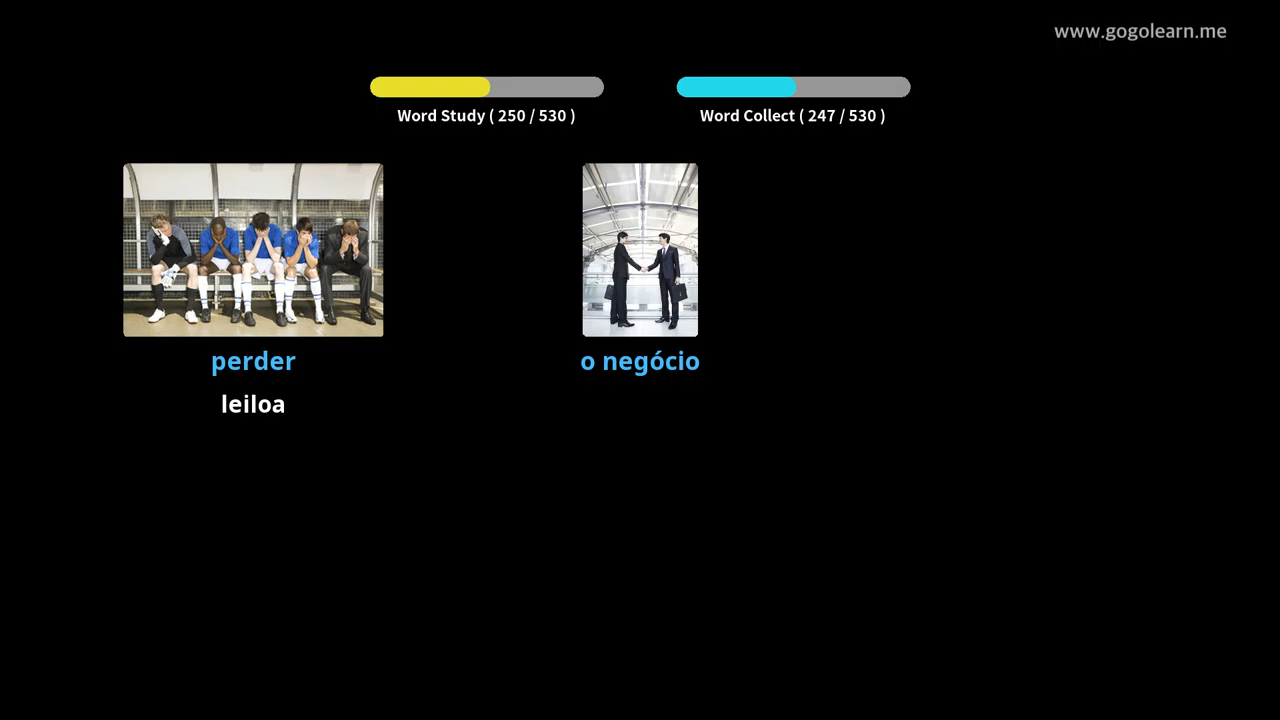 www.gogolearn.me
Word Study ( 250 / 530 )
Word Collect ( 247 / 530 )
perder
o negócio
leiloa